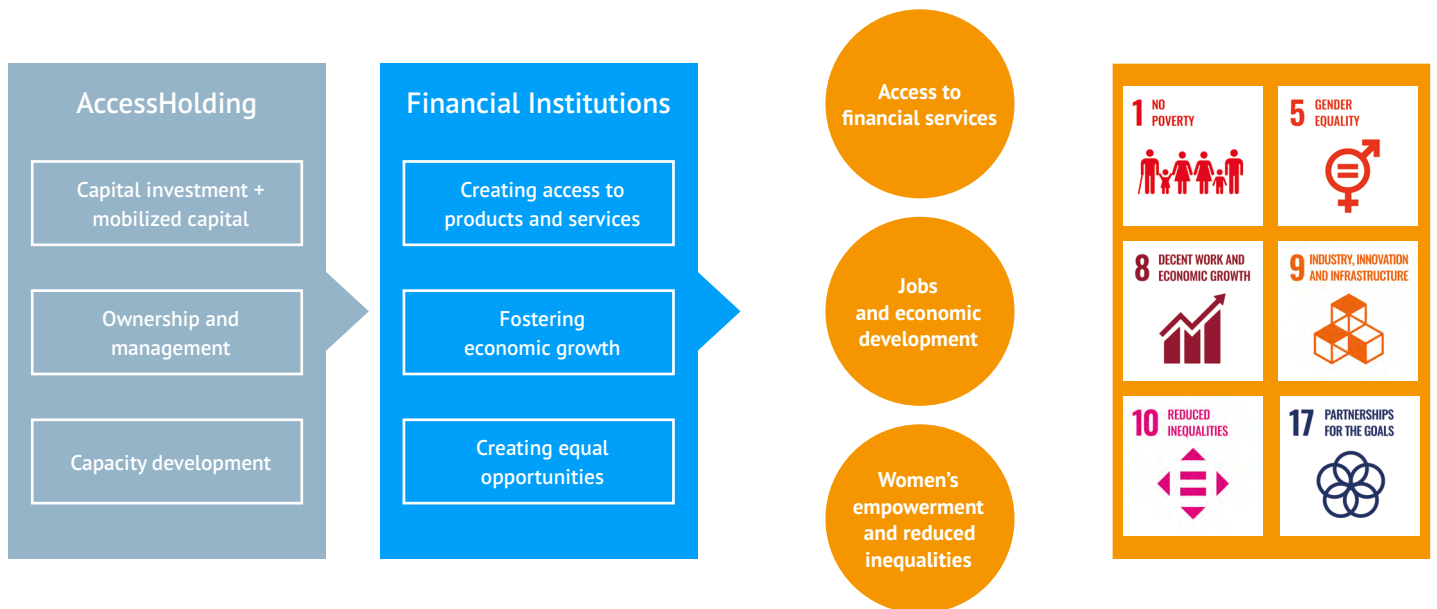 AccessHolding
Capital investment +
mobilized capital
Ownership and
management
Capacity development
Financial Institutions
Creating access to
products and services
Fostering
economic growth
Creating equal
opportunities
Access to
financial services
Jobs
and economic
development
Women’s
empowerment
and reduced
inequalities
1 NO
POVERTY
5 GENDER
EQUALITY
8 DECENT WORK AND
ECONOMIC GROWTH
9 INDUSTRY, INNOVATION
AND INFRASTRUCTURE
10 REDUCED
INEQUALITIES
17 PARTNERSHIPS
FOR THE GOALS